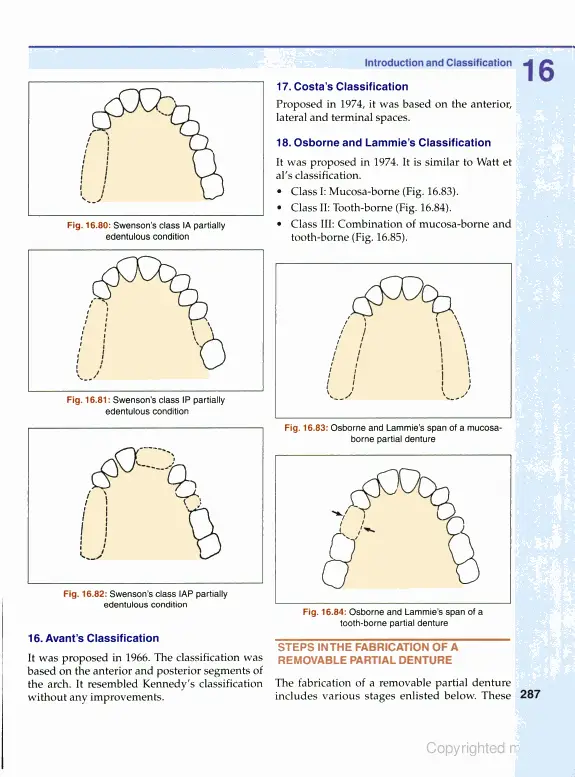 Introduction and Classification
16
Fig. 16.80: Swenson's class IA partially
edentulous condition
Fig. 16.81: Swenson's class IP partially
edentulous condition
Fig. 16.82: Swenson's class IAP partially
edentulous condition
16. Avant's Classification
It was proposed in 1966. The classification was
based on the anterior and posterior segments of
the arch. It resembled Kennedy's classification
without any improvements.
17. Costa's Classification
Proposed in 1974, it was based on the anterior,
lateral and terminal spaces.
18. Osborne and Lammie's Classification
It was proposed in 1974. It is similar to Watt et
al's classification.
• Class I: Mucosa-borne (Fig. 16.83).
• Class II: Tooth-borne (Fig. 16.84).
• Class III: Combination of mucosa-borne and
tooth-borne (Fig. 16.85).
Fig. 16.83: Osborne and Lammie's span of a mucosa-
borne partial denture
Fig. 16.84: Osborne and Lammie's span of a
tooth-borne partial denture
STEPS IN THE FABRICATION OF A
REMOVABLE PARTIAL DENTURE
The fabrication of a removable partial denture
includes various stages enlisted below. These
287
Copyrighted m